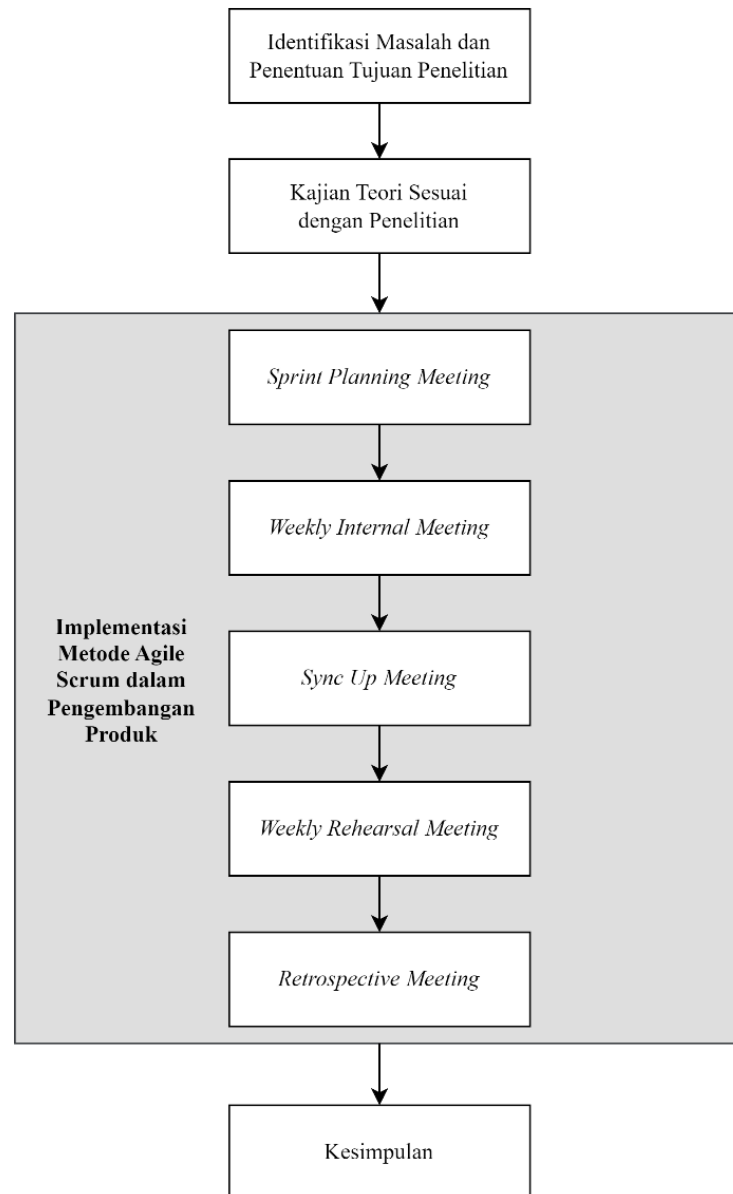 Identifikasi Masalah dan
Penentuan Tujuan Penelitian
Kajian Teori Sesuai
dengan Penelitian
Sprint Planning Meeting
Weekly Internal Meeting
Implementasi
Metode Agile
Scrum dalam
Pengembangan
Produk
Sync Up Meeting
Weekly Rehearsal Meeting
Retrospective Meeting
Kesimpulan